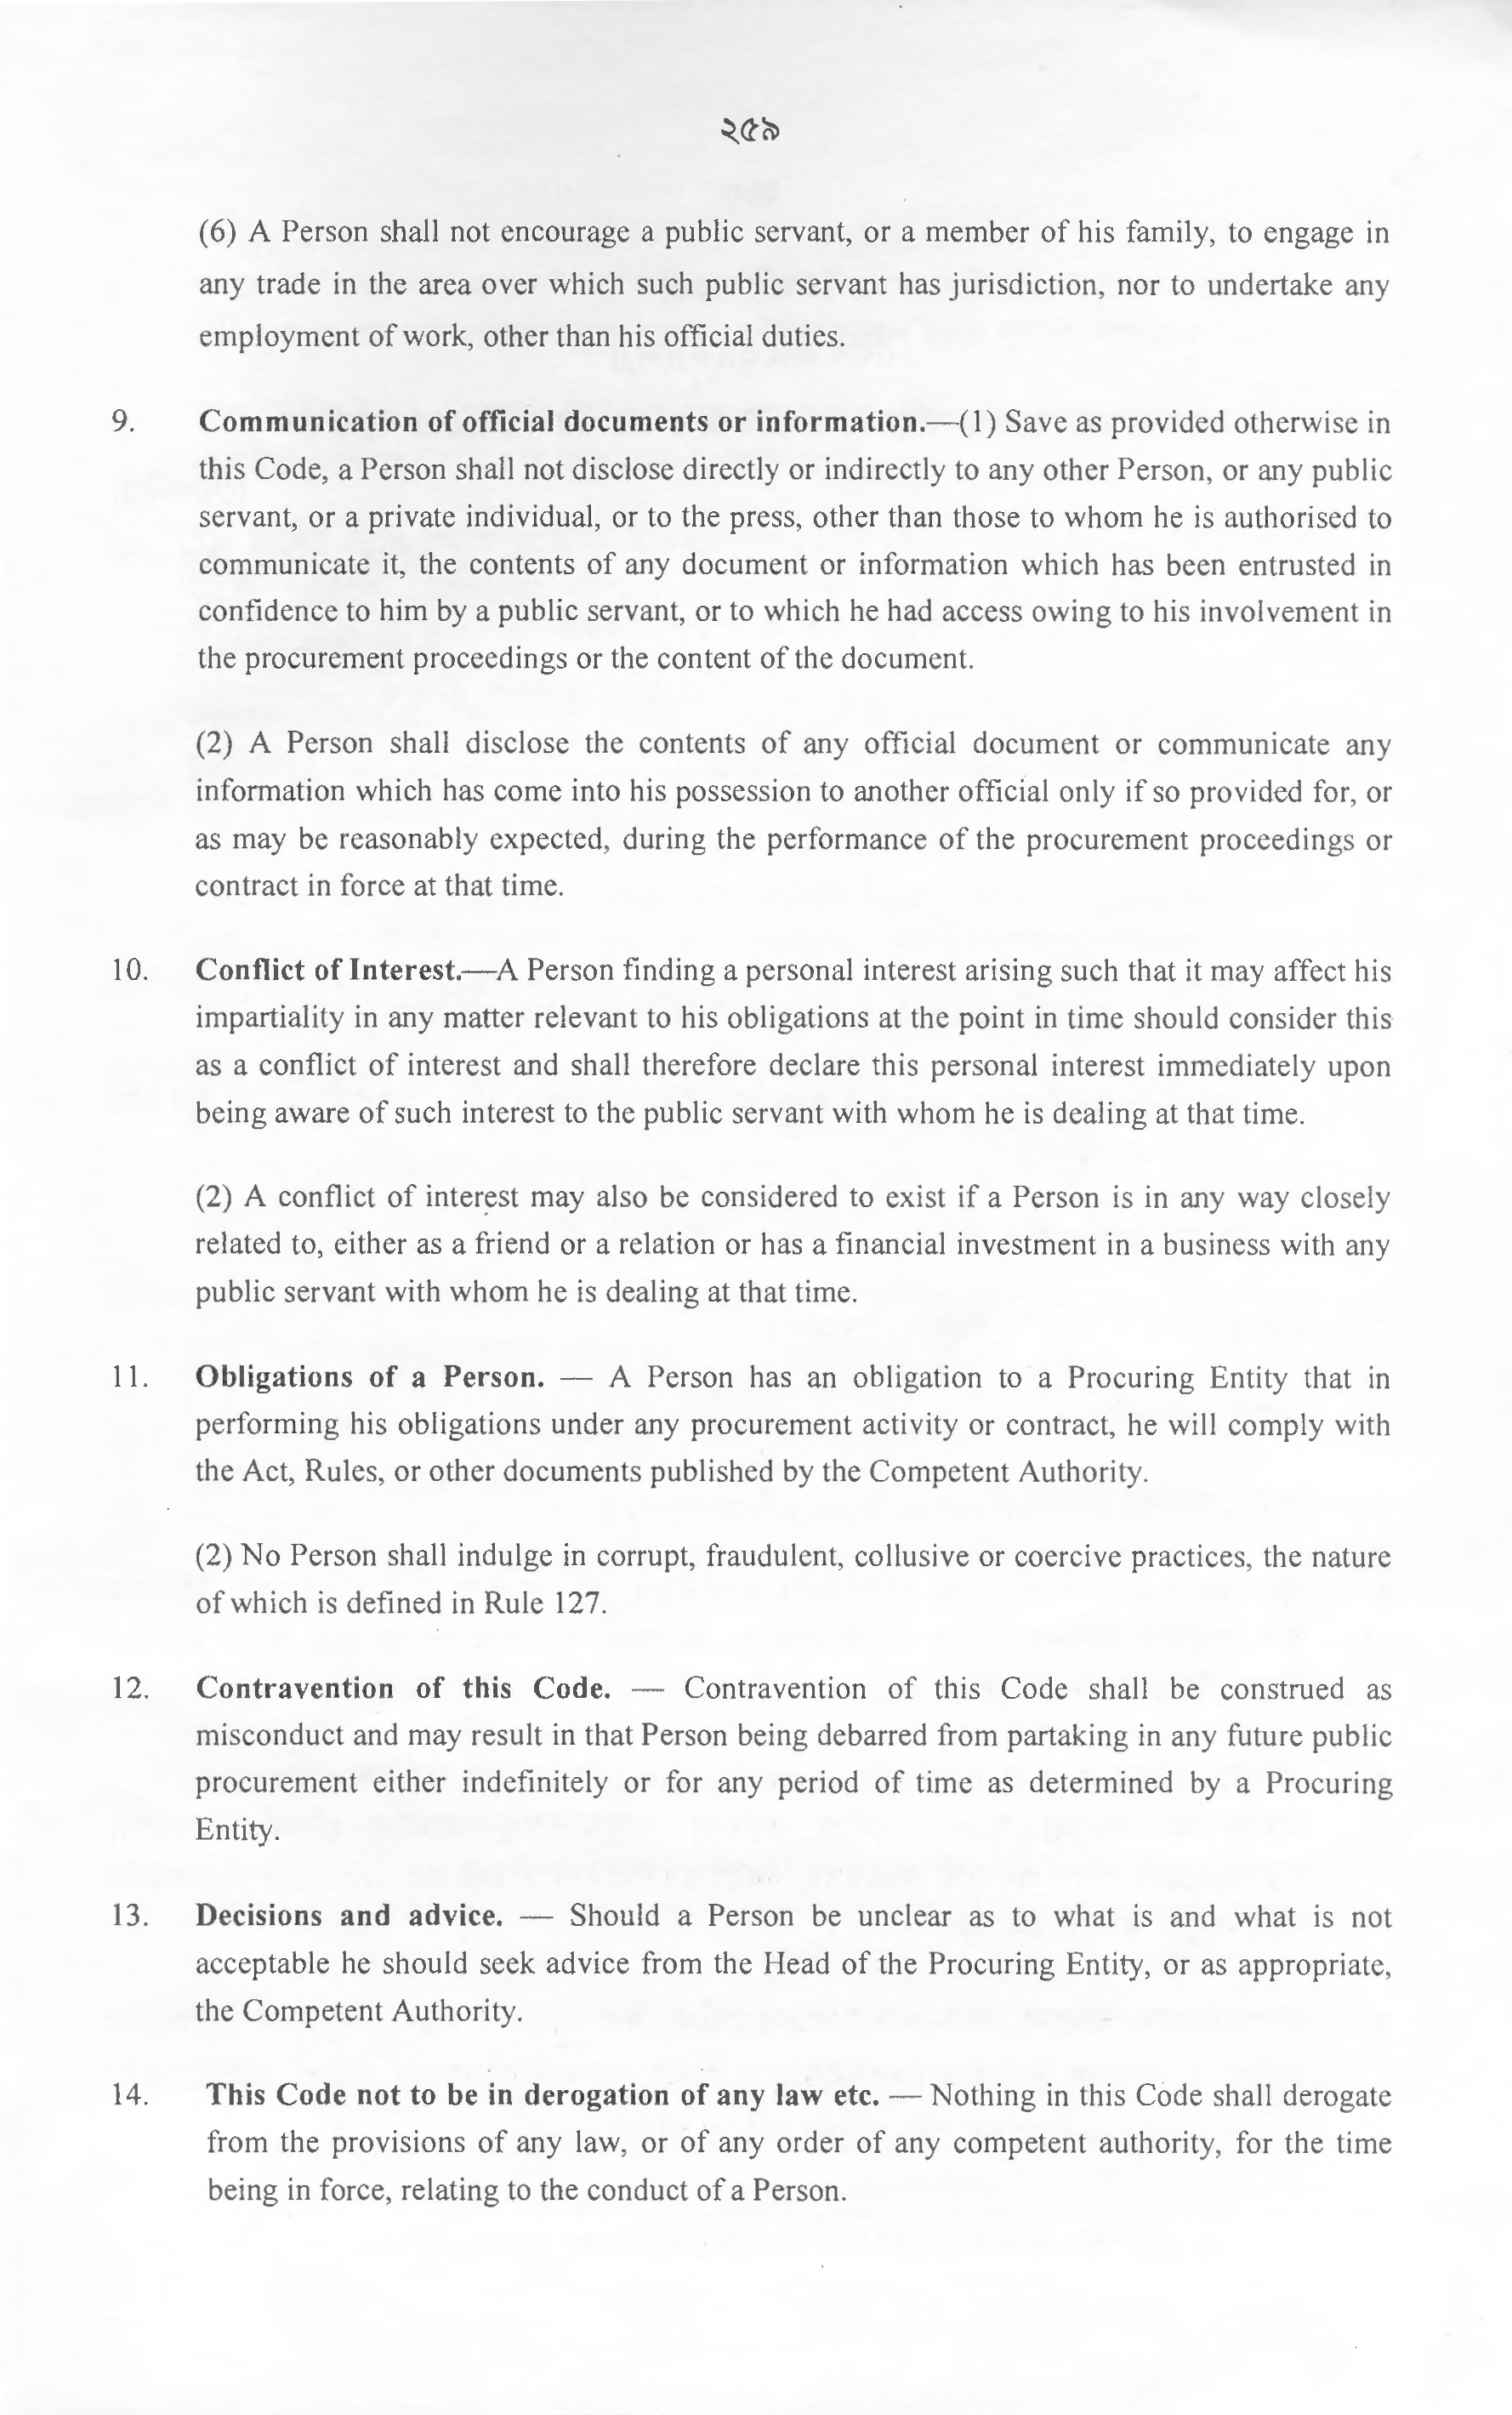 ২৫৯
(6) A Person shall not encourage a public servant, or a member of his family, to engage in
any trade in the area over which such public servant has jurisdiction, nor to undertake any
employment of work, other than his official duties.
9. Communication of official documents or information.—(1) Save as provided otherwise in
this Code, a Person shall not disclose directly or indirectly to any other Person, or any public
servant, or a private individual, or to the press, other than those to whom he is authorised to
communicate it, the contents of any document or information which has been entrusted in
confidence to him by a public servant, or to which he had access owing to his involvement in
the procurement proceedings or the content of the document.
(2) A Person shall disclose the contents of any official document or communicate any
information which has come into his possession to another official only if so provided for, or
as may be reasonably expected, during the performance of the procurement proceedings or
contract in force at that time.
10. Conflict of Interest.—A Person finding a personal interest arising such that it may affect his
impartiality in any matter relevant to his obligations at the point in time should consider this
as a conflict of interest and shall therefore declare this personal interest immediately upon
being aware of such interest to the public servant with whom he is dealing at that time.
(2) A conflict of interest may also be considered to exist if a Person is in any way closely
related to, either as a friend or a relation or has a financial investment in a business with any
public servant with whom he is dealing at that time.
11. Obligations of a Person. — A Person has an obligation to a Procuring Entity that in
performing his obligations under any procurement activity or contract, he will comply with
the Act, Rules, or other documents published by the Competent Authority.
(2) No Person shall indulge in corrupt, fraudulent, collusive or coercive practices, the nature
of which is defined in Rule 127.
12. Contravention of this Code. — Contravention of this Code shall be construed as
misconduct and may result in that Person being debarred from partaking in any future public
procurement either indefinitely or for any period of time as determined by a Procuring
Entity.
13. Decisions and advice. — Should a Person be unclear as to what is and what is not
acceptable he should seek advice from the Head of the Procuring Entity, or as appropriate,
the Competent Authority.
14. This Code not to be in derogation of any law etc. — Nothing in this Code shall derogate
from the provisions of any law, or of any order of any competent authority, for the time
being in force, relating to the conduct of a Person.